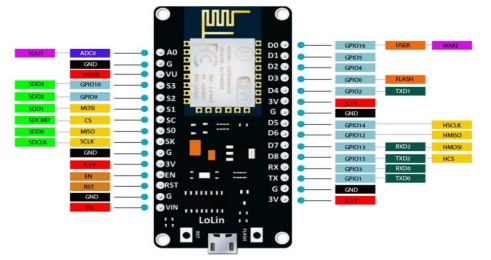 TOUT ADC0 A0 D0 GPIO16 USER WAKE
GND G D1 GPIO5
VUSB VU D2 GPIO4
SDD3 GPIO10 S3 D3 GPIO0 FLASH
SDD2 GPIO9 S2 D4 GPIO2 TXD1
SDD1 MOSI S1 3V 3.3V
SDCMD CS SC G GND
SDD0 MISO S0 D5 GPIO14 HSCLK
SDCLK SCLK SK D6 GPIO12 HMISO
GND G D7 GPIO13 RXD2 HMOSI
3.3V 3V D8 GPIO15 TXD2 HCS
EN EN RX GPIO3 RXD0
RST RST TX GPIO1 TXD0
GND G G GND
Vin VIN 3V 3.3V
LoLin
RST FLASH